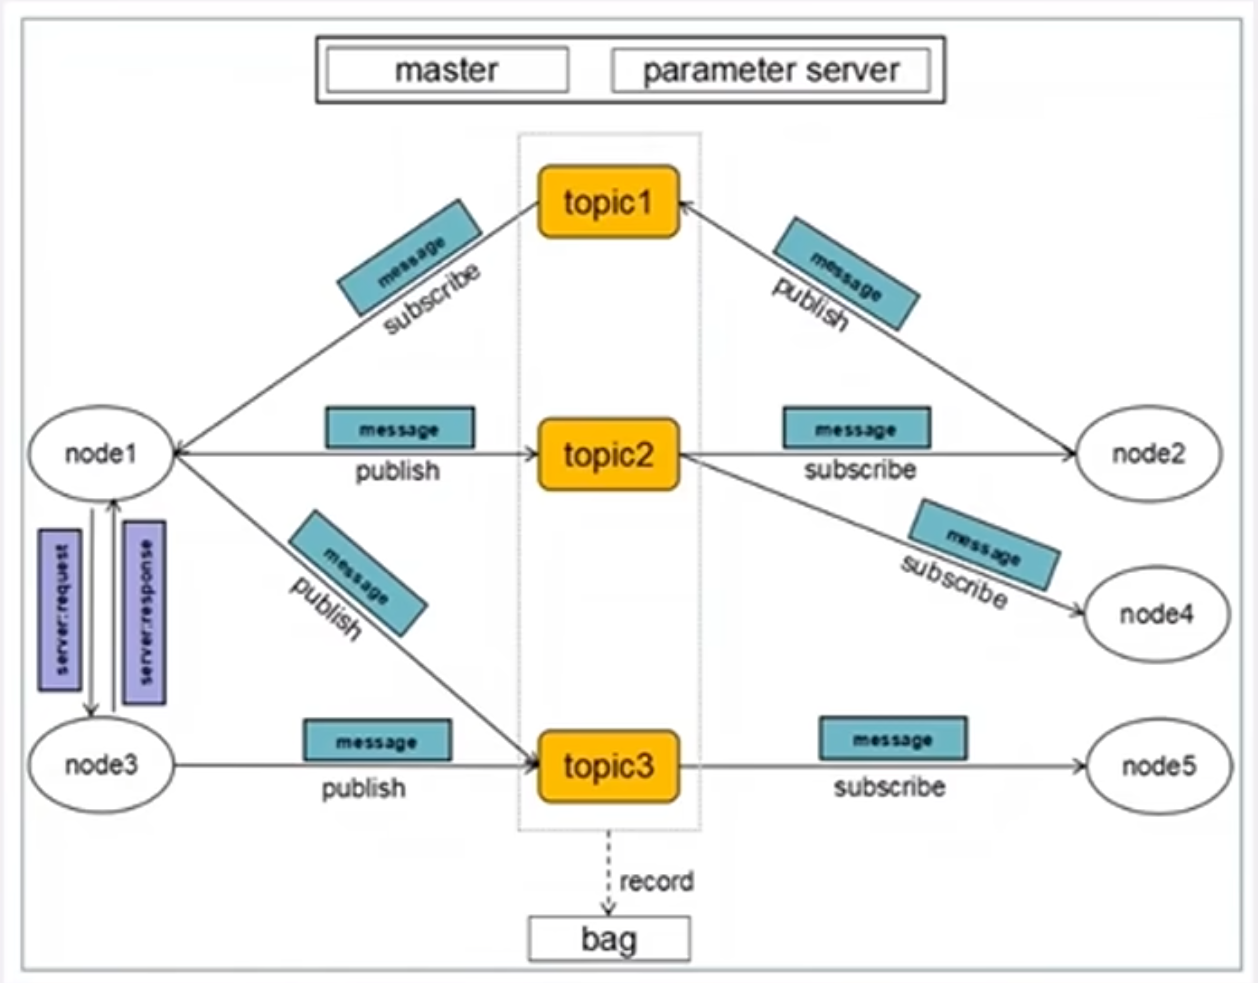 master
parameter server
topic1
message
subscribe
message
publish
node1
message
publish
topic2
message
subscribe
node2
message
publish
message
subscribe
node4
server:request
server:response
node3
message
publish
topic3
message
subscribe
node5
record
bag